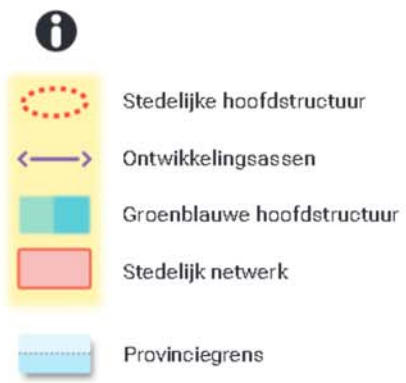 Stedelijke hoofdstructuur
Ontwikkelingsassen
Groenblauwe hoofdstructuur
Stedelijk netwerk
Provinciegrens